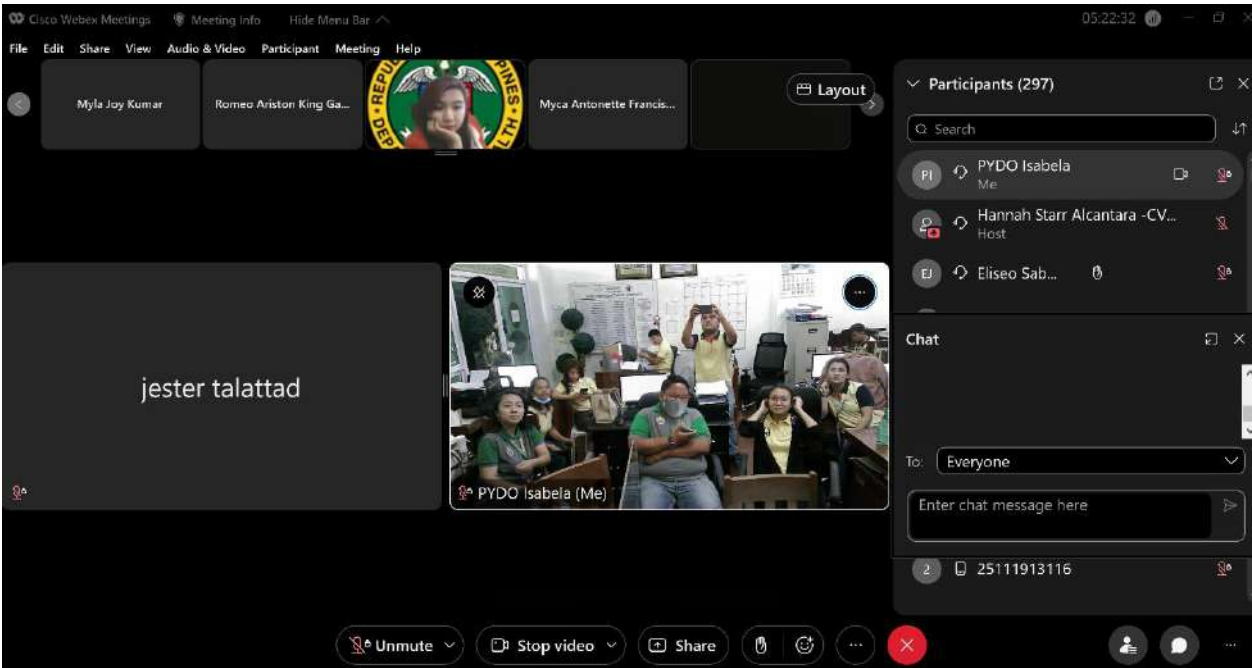 Cisco Webex Meetings
Meeting Info
Hide Menu Bar
05:22:32
File Edit Share View Audio & Video Participant Meeting Help
Myla Joy Kumar
Romeo Ariston King Ga...
Myca Antonette Francis...
Layout
Participants (297)
Search
PI
PYDO Isabela
Me
Hannah Starr Alcantara -CV...
Host
EJ
Eliseo Sab...
jester talattad
PYDO Isabela (Me)
Chat
To:
Everyone
Enter chat message here
2
25111913116
Unmute
Stop video
Share